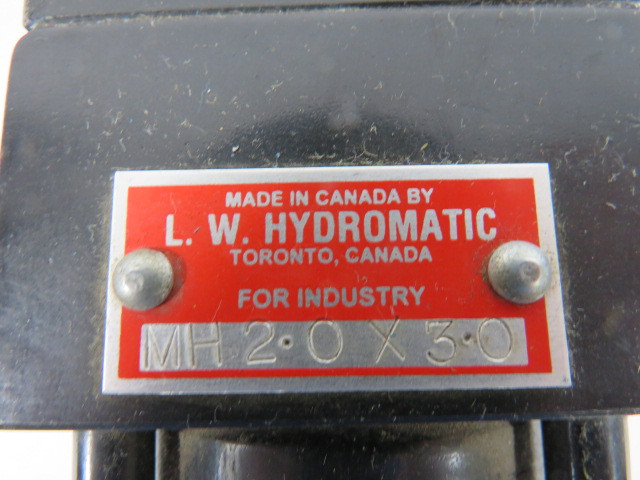 MADE IN CANADA BY
L. W. HYDROMATIC
TORONTO, CANADA
FOR INDUSTRY
MH 2·0 X 3·0